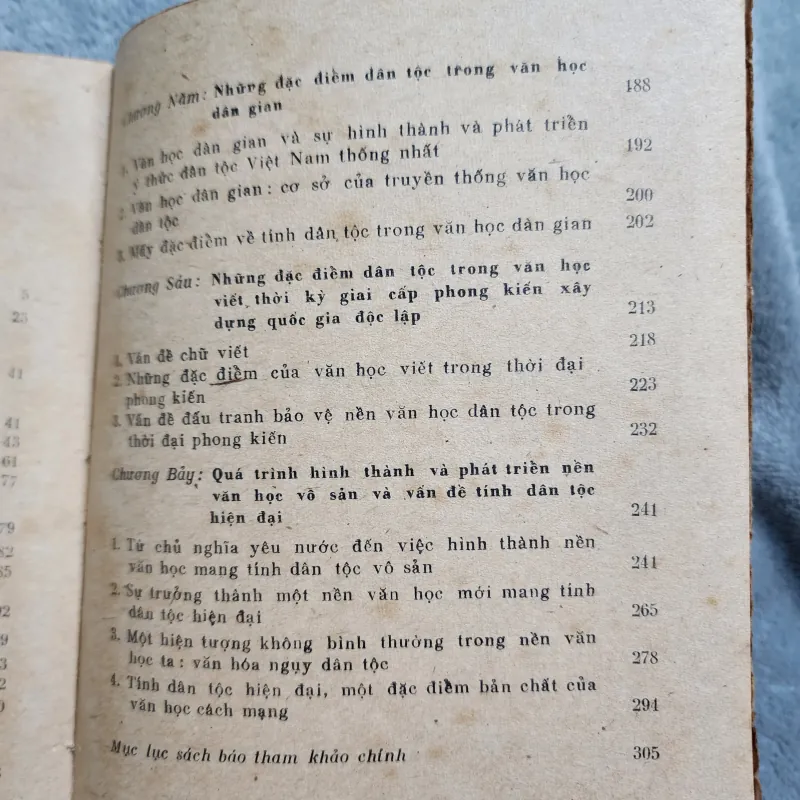 Chương Năm: Những đặc điểm dân tộc trong văn học
dân gian 188
1. Văn học dân gian và sự hình thành và phát triển
ý thức dân tộc Việt Nam thống nhất 192
2. Văn học dân gian: cơ sở của truyền thống văn học
dân tộc 200
3. Mấy đặc điểm về tính dân tộc trong văn học dàn gian 202
Chương Sáu: Những đặc điểm dân tộc trong văn học
viết thời kỳ giai cấp phong kiến xây
dựng quốc gia độc lập 213
1. Vấn đề chữ viết 218
2. Những đặc điểm của văn học viết trong thời đại
phong kiến 223
3. Vấn đề đấu tranh bảo vệ nền văn học dân tộc trong
thời đại phong kiến 232
Chương Bảy: Quá trình hình thành và phát triển nền
văn học vô sản và vấn đề tính dân tộc
hiện đại 241
1. Từ chủ nghĩa yêu nước đến việc hình thành nền
văn học mang tính dân tộc vô sản 241
2. Sự trưởng thành một nền văn học mới mang tính
dân tộc hiện đại 265
3. Một hiện tượng không bình thường trong nền văn
học ta: văn hóa ngụy dân tộc 278
4. Tính dân tộc hiện đại, một đặc điểm bản chất của
văn học cách mạng 294
Mục lục sách báo tham khảo chính 305
5
23
41
41
43
61
77
79
82